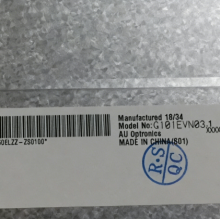 Manufactured 18/34
Model No: G101EVN03.1
AU Optronics
MADE IN CHINA(S01)
R.S
QC